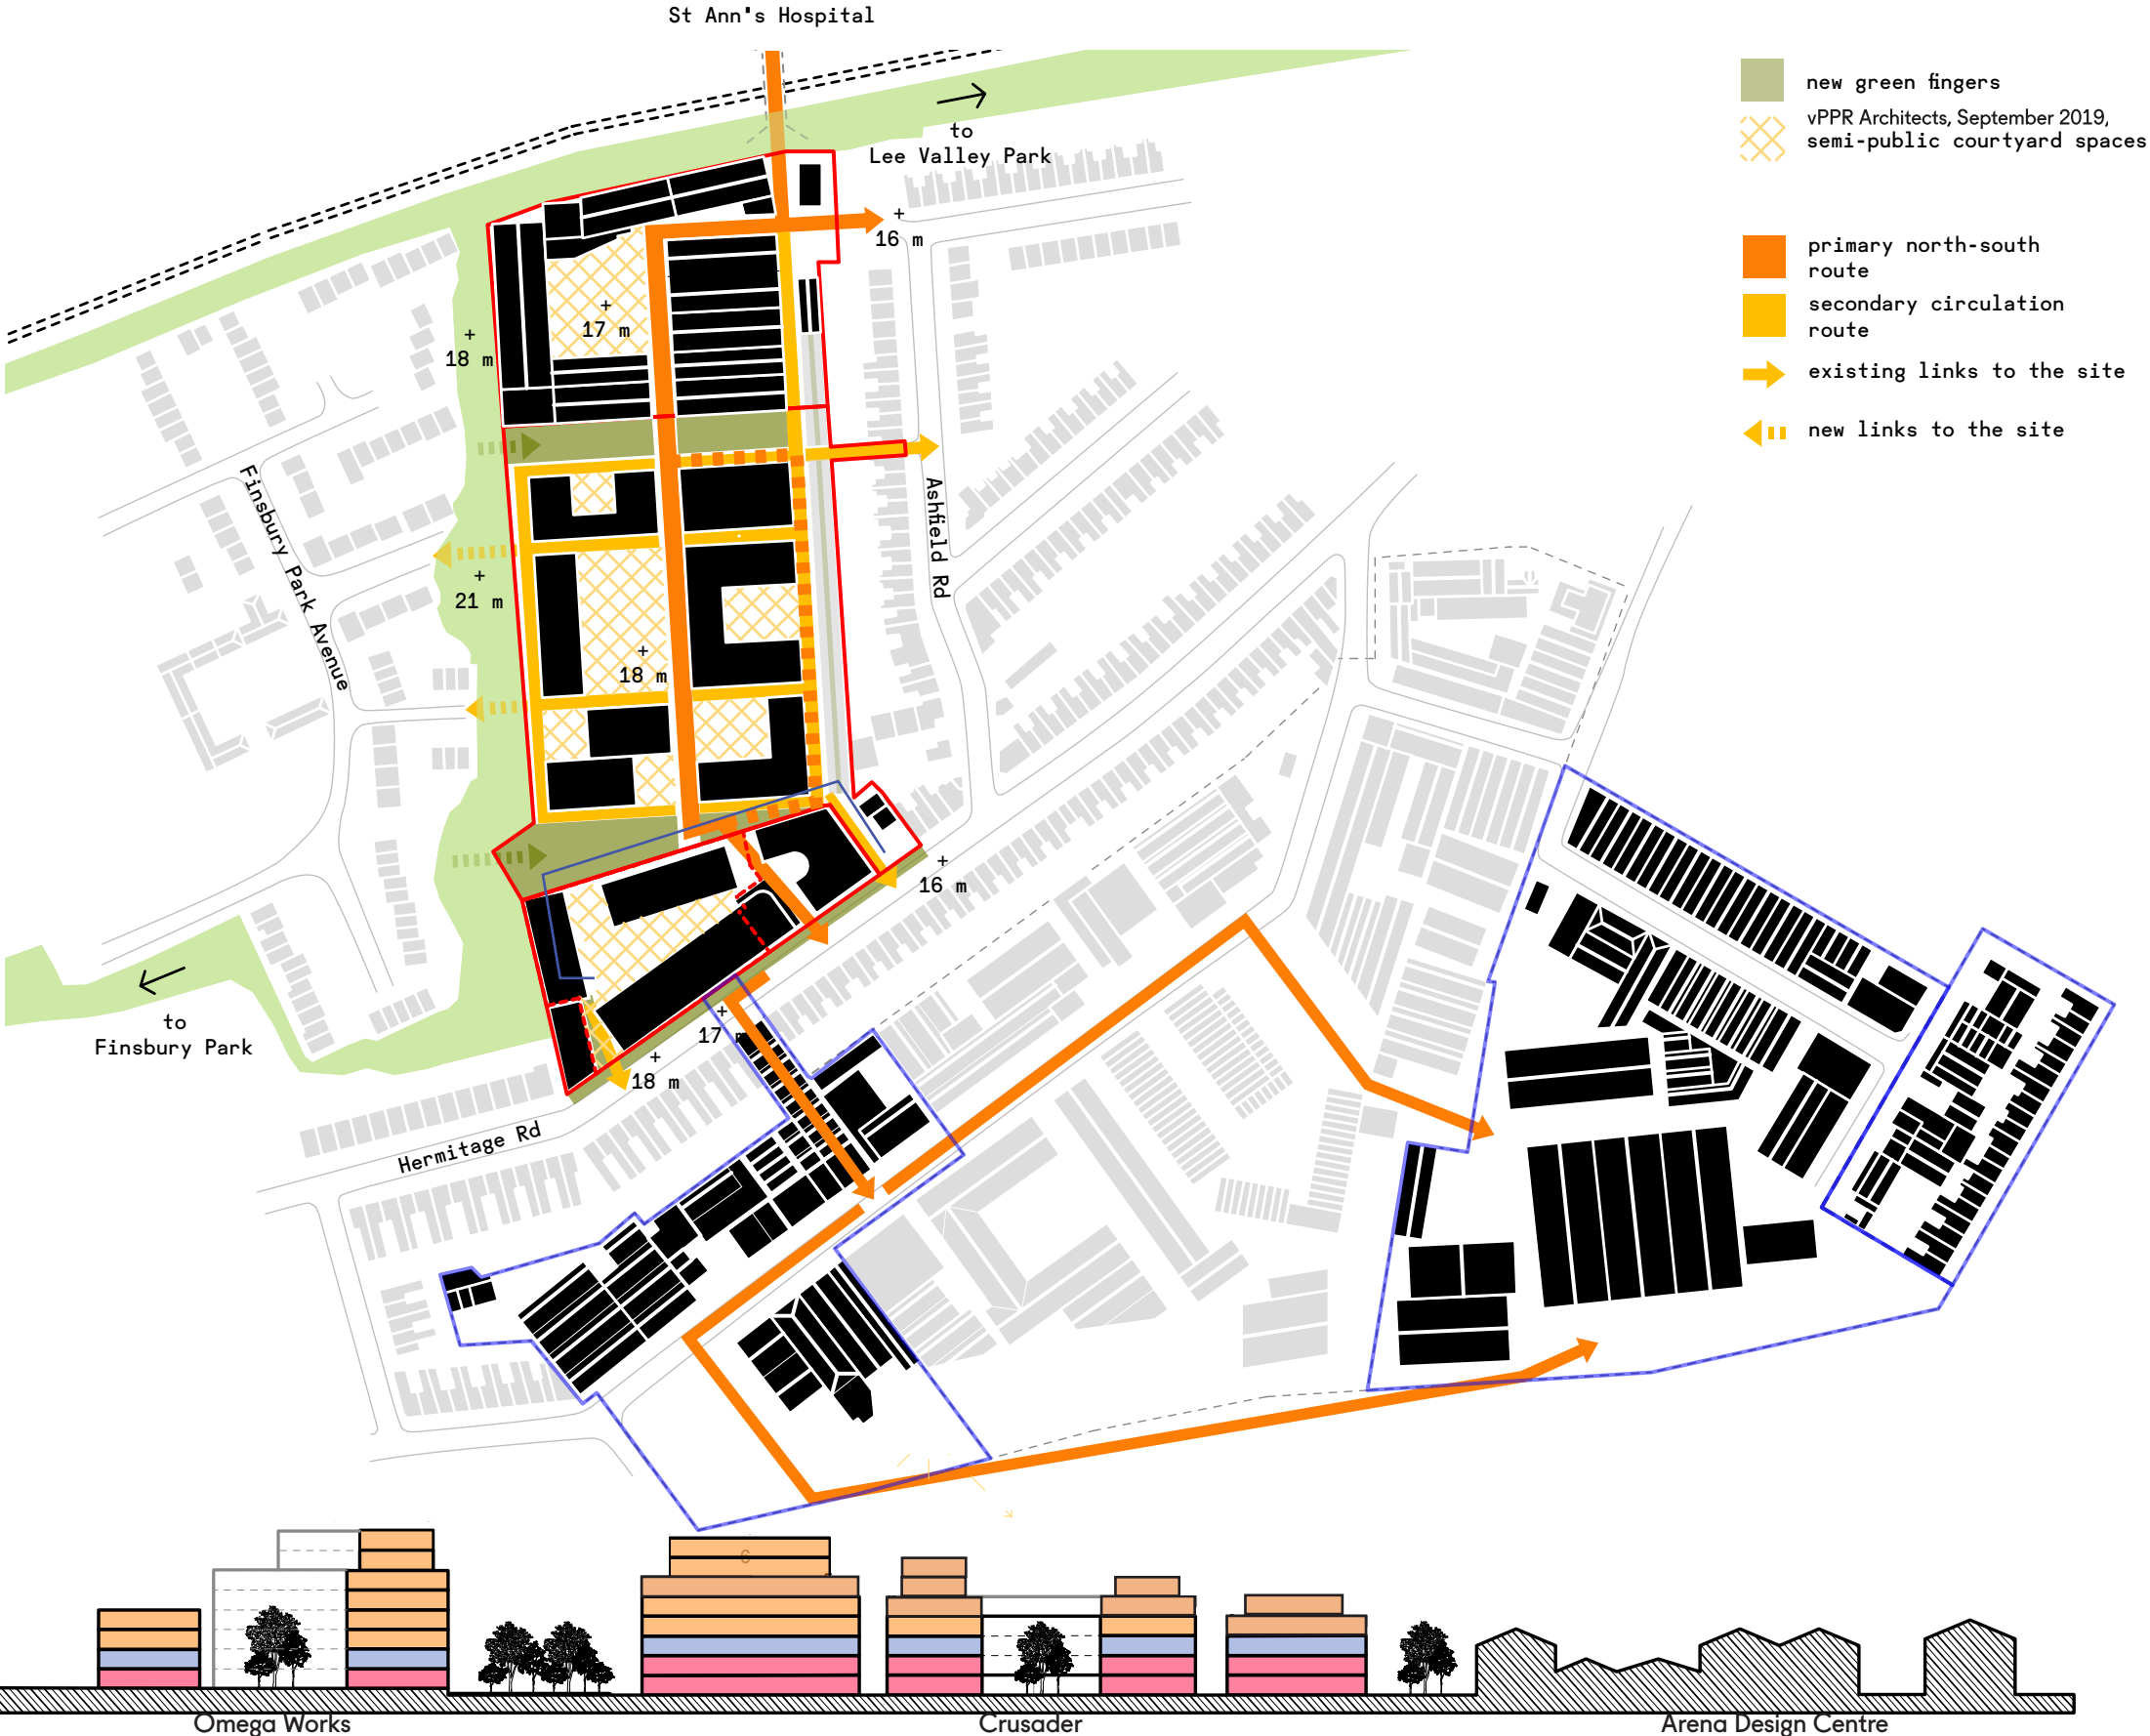 St Ann's Hospital
new green fingers
vPPR Architects, September 2019,
semi-public courtyard spaces
to
Lee Valley Park
+
16 m
primary north-south
route
+
17 m
secondary circulation
route
+
18 m
existing links to the site
new links to the site
Finsbury Park Avenue
Ashfield Rd
+
21 m
+
18 m
+
16 m
to
Finsbury Park
+
17 m
+
18 m
Hermitage Rd
6
Omega Works
Crusader
Arena Design Centre